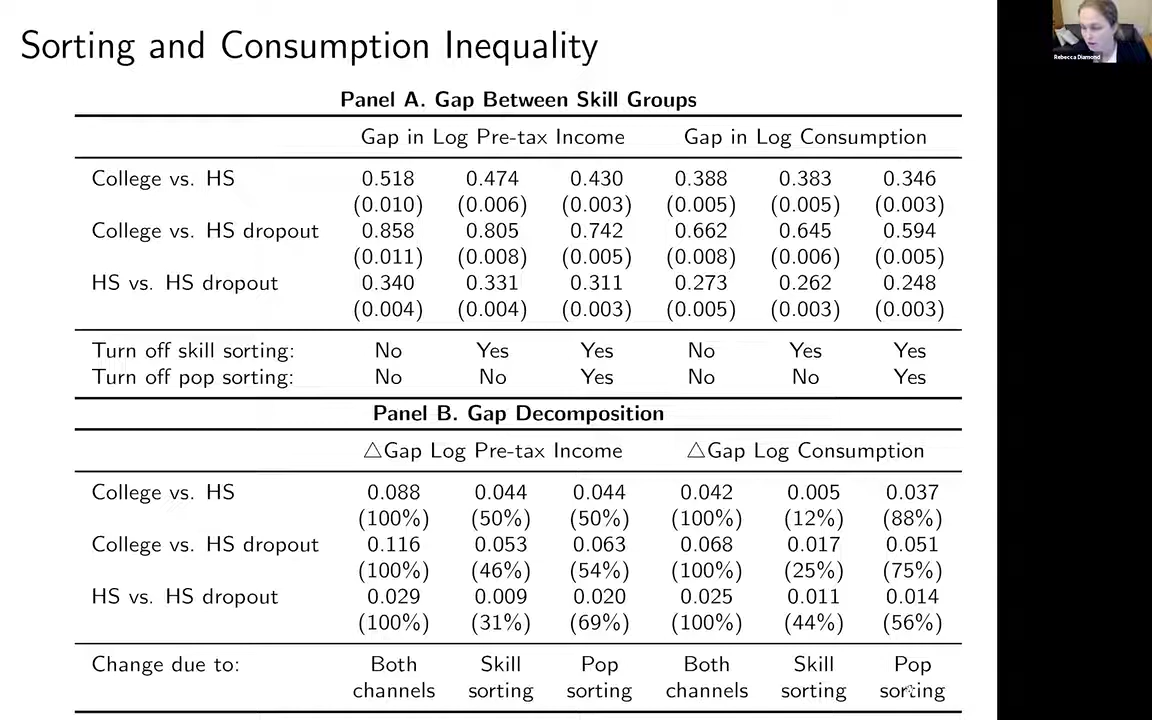 Sorting and Consumption Inequality
Rebecca Diamond
Panel A. Gap Between Skill Groups
Gap in Log Pre-tax Income Gap in Log Consumption
College vs. HS 0.518 0.474 0.430 0.388 0.383 0.346
(0.010) (0.006) (0.003) (0.005) (0.005) (0.003)
College vs. HS dropout 0.858 0.805 0.742 0.662 0.645 0.594
(0.011) (0.008) (0.005) (0.008) (0.006) (0.005)
HS vs. HS dropout 0.340 0.331 0.311 0.273 0.262 0.248
(0.004) (0.004) (0.003) (0.005) (0.003) (0.003)
Turn off skill sorting: No Yes Yes No Yes Yes
Turn off pop sorting: No No Yes No No Yes
Panel B. Gap Decomposition
△Gap Log Pre-tax Income △Gap Log Consumption
College vs. HS 0.088 0.044 0.044 0.042 0.005 0.037
(100%) (50%) (50%) (100%) (12%) (88%)
College vs. HS dropout 0.116 0.053 0.063 0.068 0.017 0.051
(100%) (46%) (54%) (100%) (25%) (75%)
HS vs. HS dropout 0.029 0.009 0.020 0.025 0.011 0.014
(100%) (31%) (69%) (100%) (44%) (56%)
Change due to: Both Skill Pop Both Skill Pop
channels sorting sorting channels sorting sorting